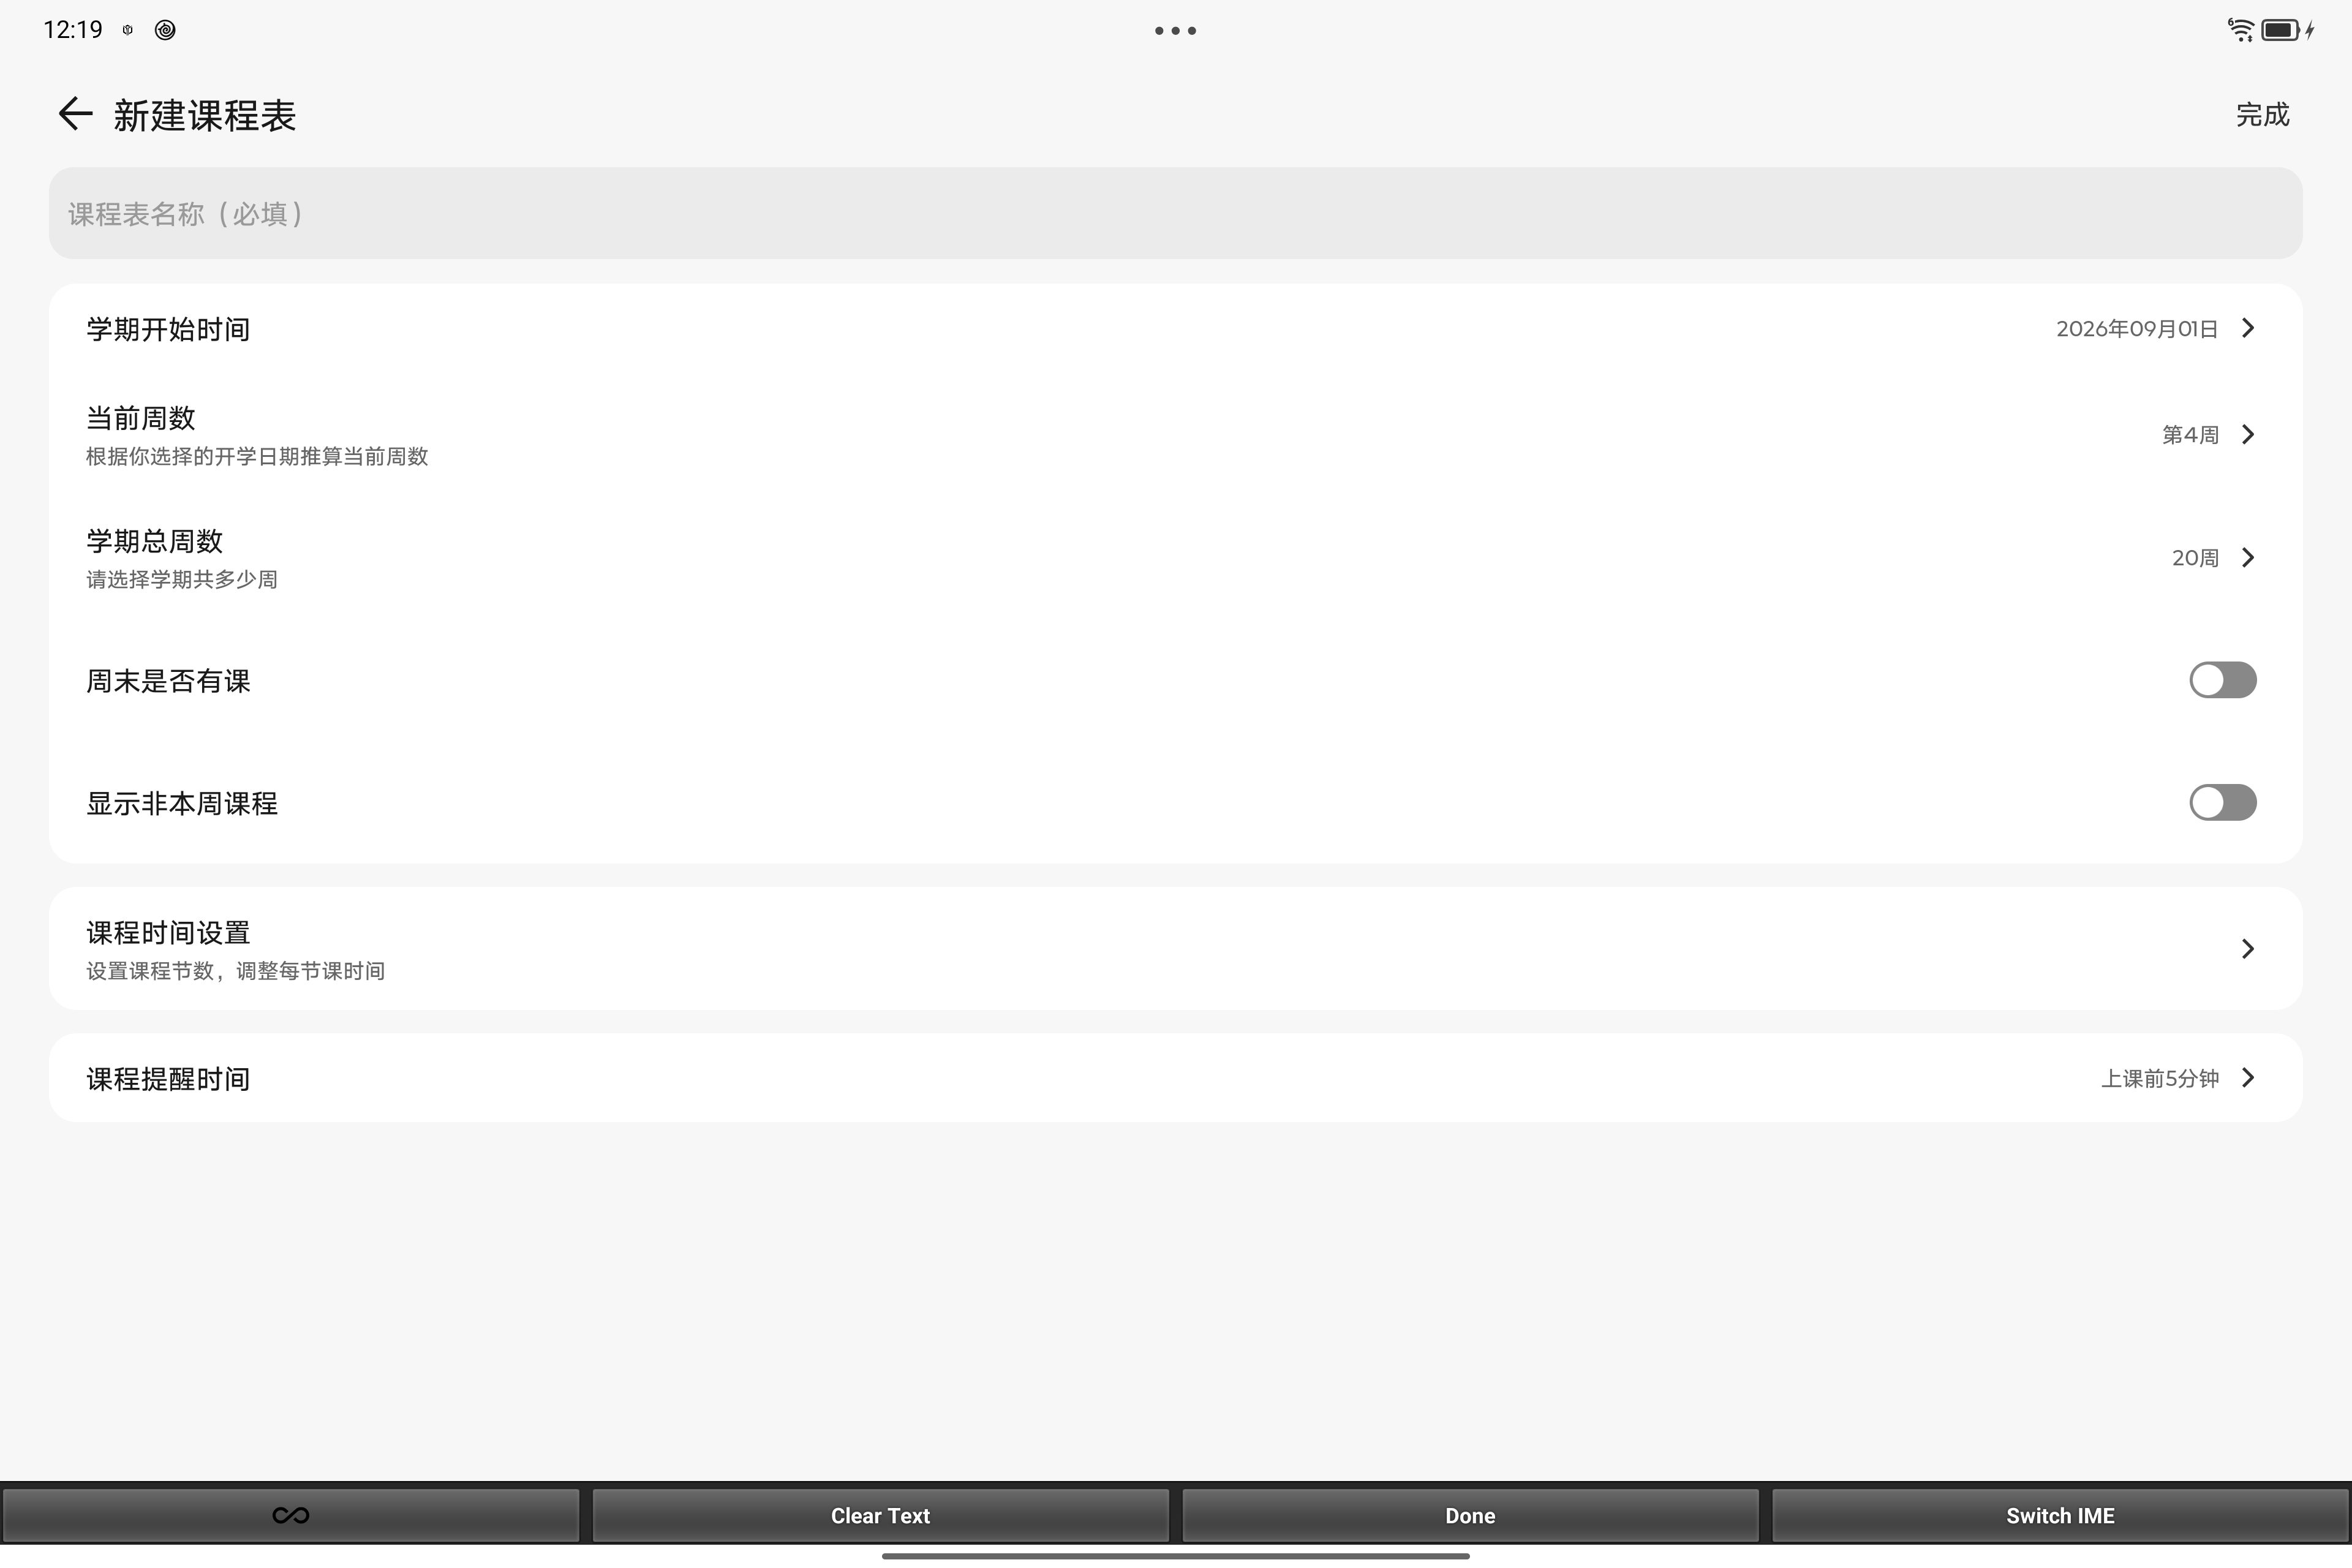 12:19
新建课程表
完成
课程表名称（必填）
学期开始时间
2026年09月01日
当前周数
根据你选择的开学日期推算当前周数
第4周
学期总周数
请选择学期共多少周
20周
周末是否有课
显示非本周课程
课程时间设置
设置课程节数，调整每节课时间
课程提醒时间
上课前5分钟
Clear Text
Done
Switch IME